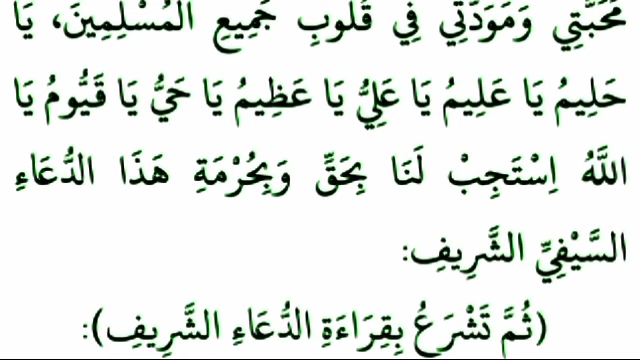 مَحَبَّتِي وَمَوَدَّتِي فِي قُلُوبِ جَمِيعِ الْمُسْلِمِينَ، يَا
حَلِيمُ يَا عَلِيمُ يَا عَلِيُّ يَا عَظِيمُ يَا حَيُّ يَا قَيُّومُ يَا
اللَّهُ اِسْتَجِبْ لَنَا بِحَقِّ وَبِحُرْمَةِ هَذَا الدُّعَاءِ
السَّيْفِيِّ الشَّرِيفِ:
(ثُمَّ تَشْرَعُ بِقِرَاءَةِ الدُّعَاءِ الشَّرِيفِ):